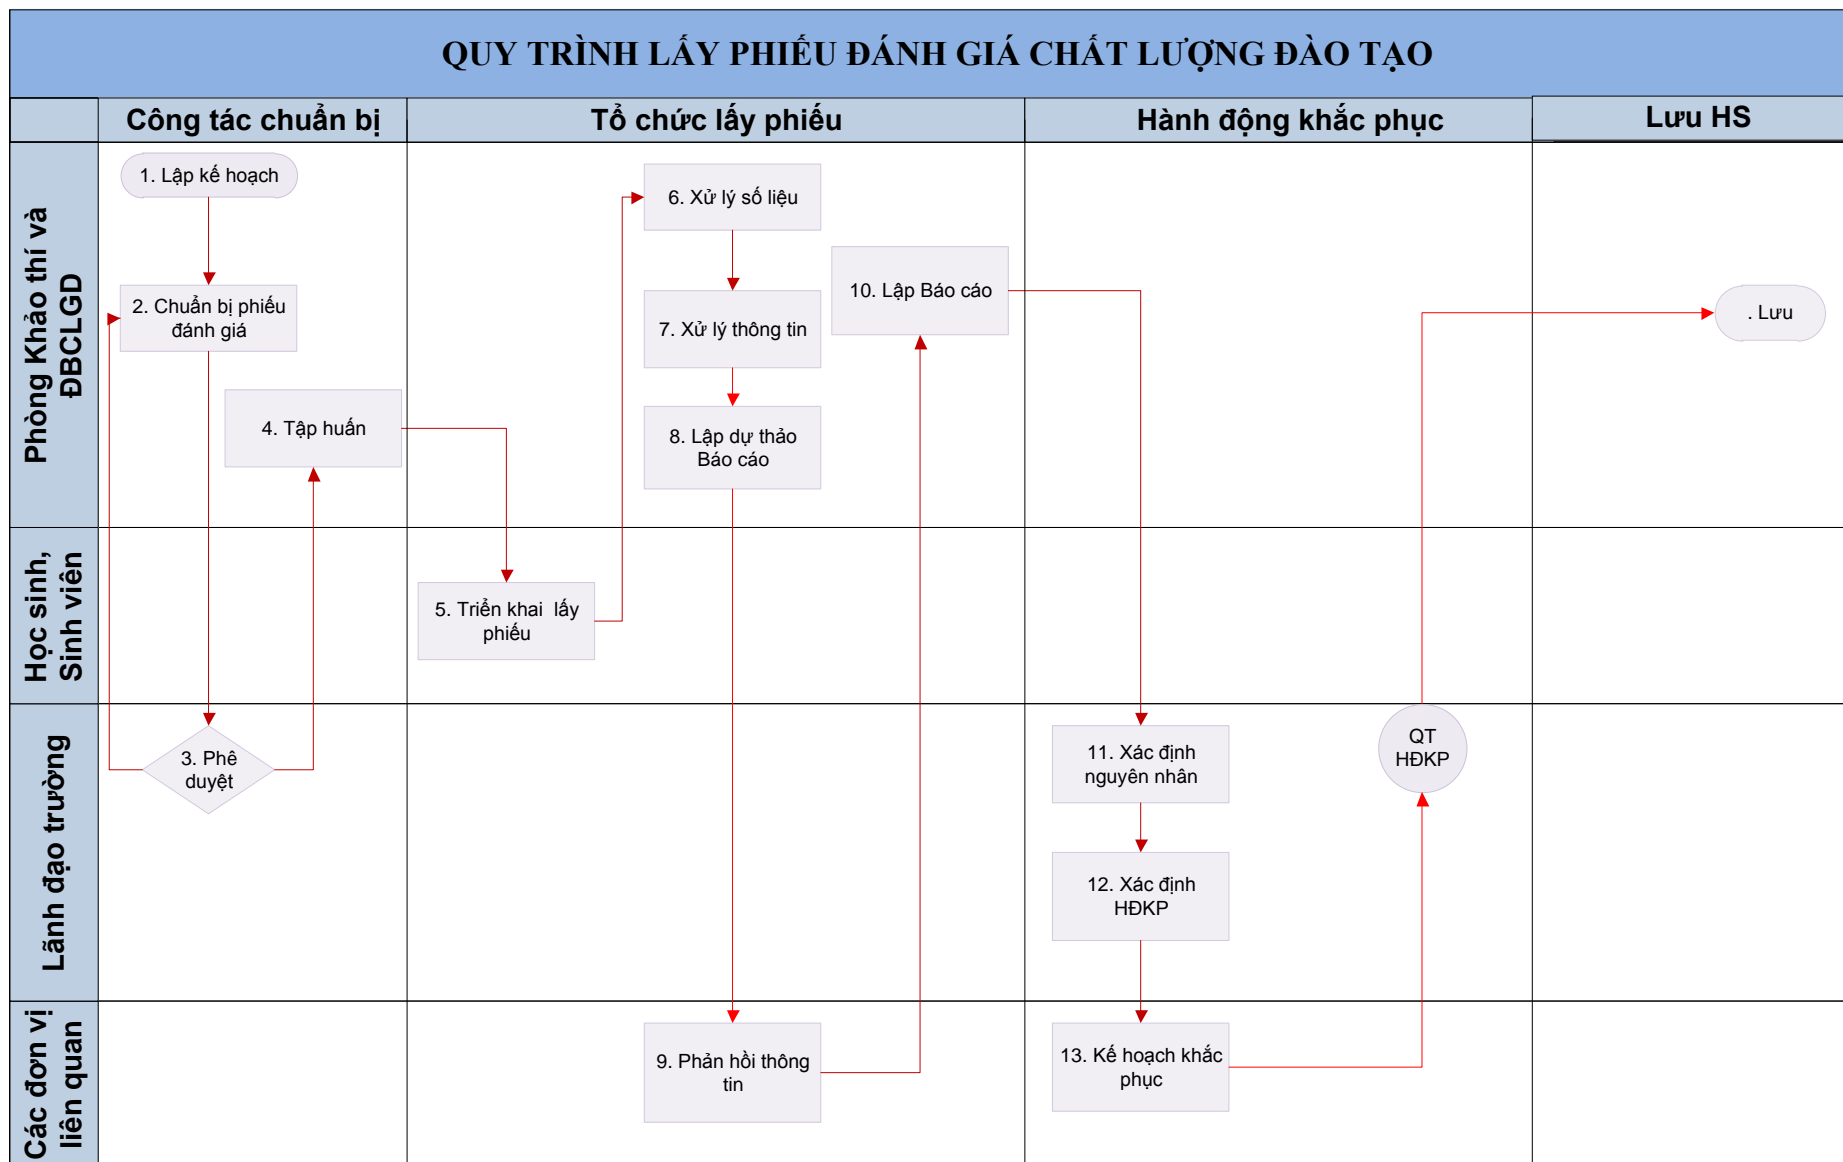 QUY TRÌNH LẤY PHIẾU ĐÁNH GIÁ CHẤT LƯỢNG ĐÀO TẠO
Công tác chuẩn bị
Tổ chức lấy phiếu
Hành động khắc phục
Lưu HS
Phòng Khảo thí và
ĐBCLGD
1. Lập kế hoạch
2. Chuẩn bị phiếu
đánh giá
4. Tập huấn
6. Xử lý số liệu
7. Xử lý thông tin
8. Lập dự thảo
Báo cáo
10. Lập Báo cáo
. Lưu
Học sinh,
Sinh viên
5. Triển khai  lấy
phiếu
Lãnh đạo trường
3. Phê
duyệt
11. Xác định
nguyên nhân
12. Xác định
HĐKP
QT
HĐKP
Các đơn vị
liên quan
9. Phản hồi thông
tin
13. Kế hoạch khắc
phục